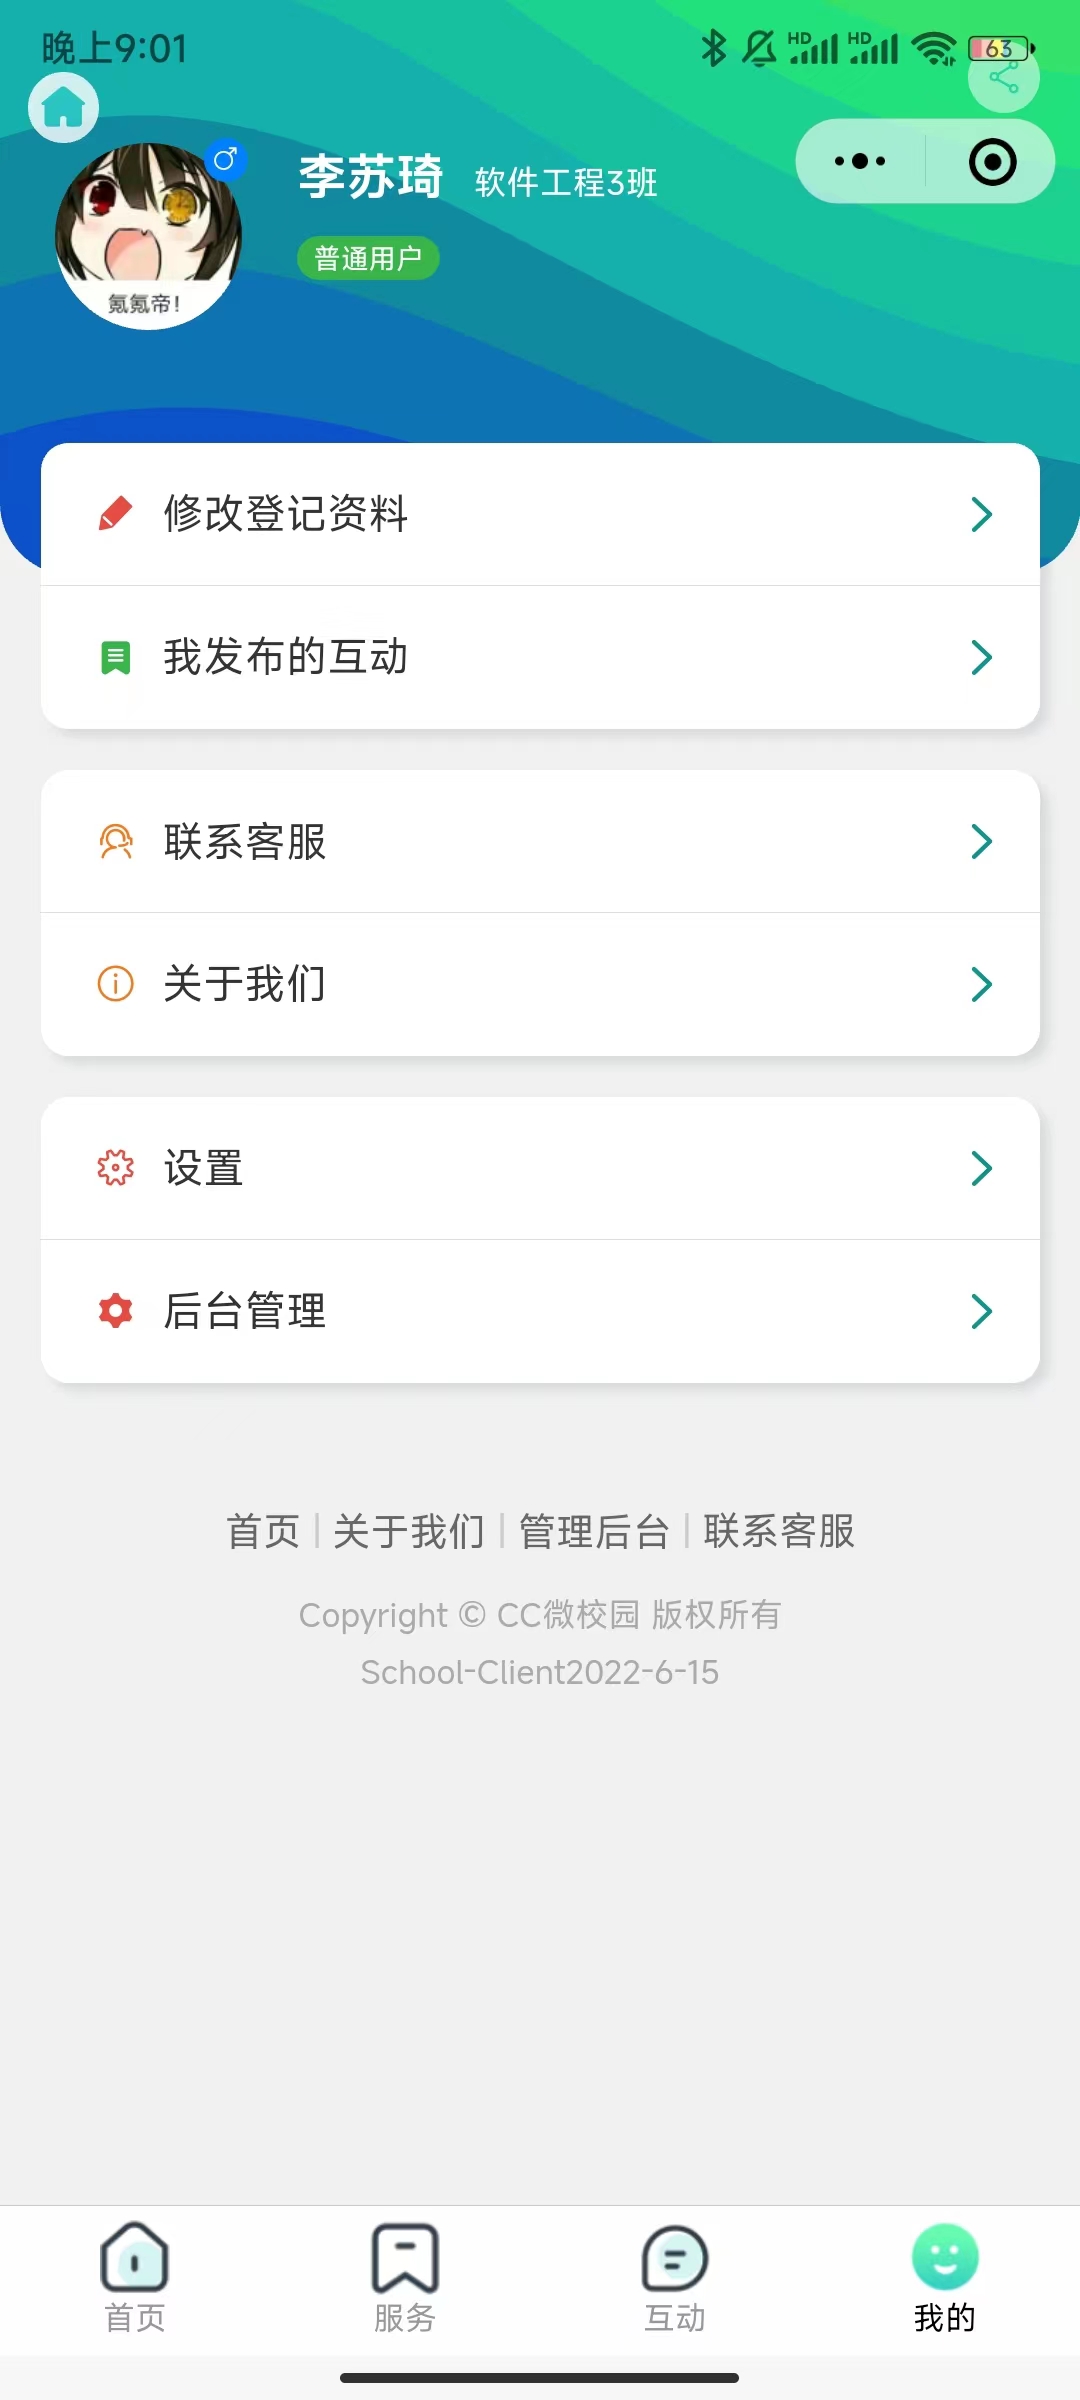 晚上9:01
HD HD 63
李苏琦 软件工程3班
普通用户
氪氪帝!
修改登记资料
我发布的互动
联系客服
关于我们
设置
后台管理
首页 | 关于我们 | 管理后台 | 联系客服
Copyright © CC微校园 版权所有
School-Client2022-6-15
首页 服务 互动 我的